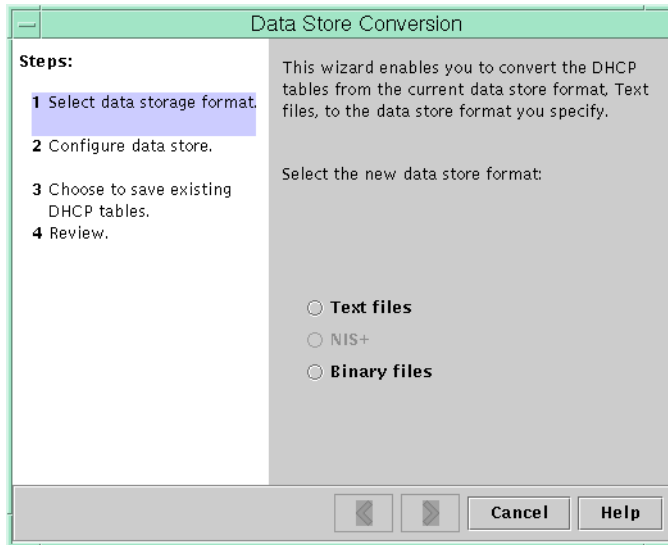 Data Store Conversion
Steps:
1 Select data storage format.
2 Configure data store.
3 Choose to save existing
DHCP tables.
4 Review.
This wizard enables you to convert the DHCP
tables from the current data store format, Text
files, to the data store format you specify.
Select the new data store format:
Text files
NIS+
Binary files
Cancel
Help